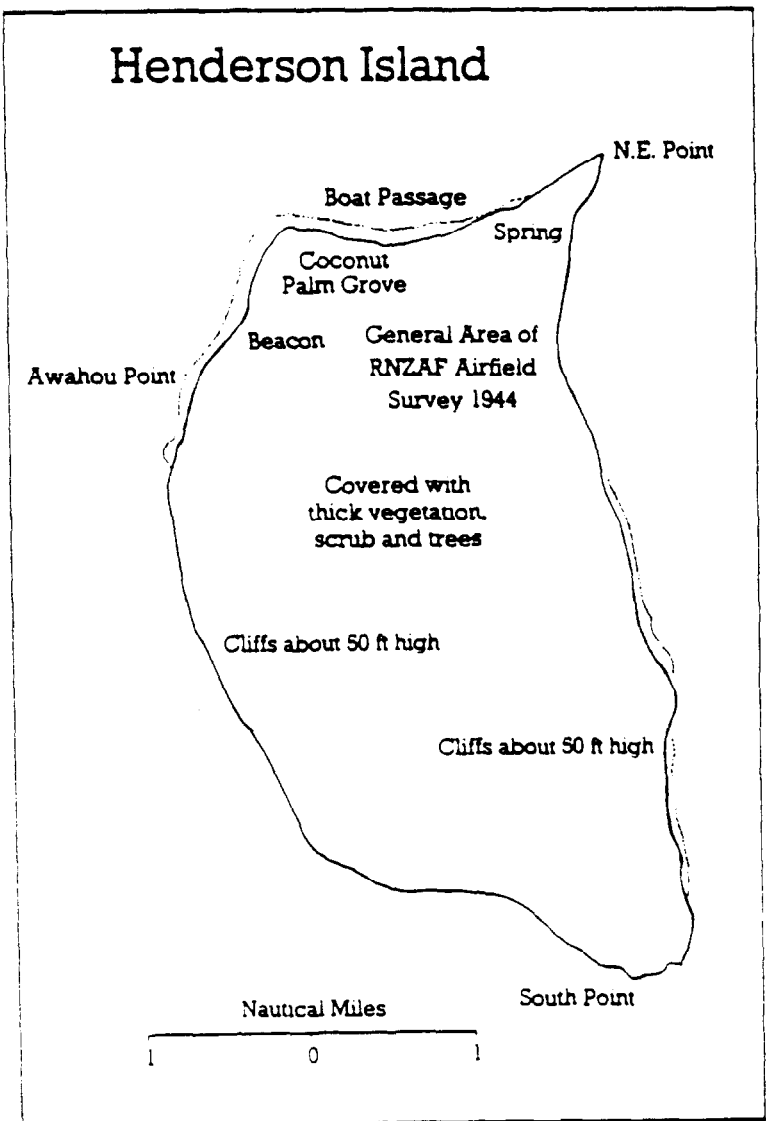 Henderson Island
N.E. Point
Boat Passage
Spring
Coconut
Palm Grove
Beacon
General Area of
RNZAF Airfield
Survey 1944
Awahou Point
Covered with
thick vegetation.
scrub and trees
Cliffs about 50 ft high
Cliffs about 50 ft high
South Point
Nautical Miles
1 0 1